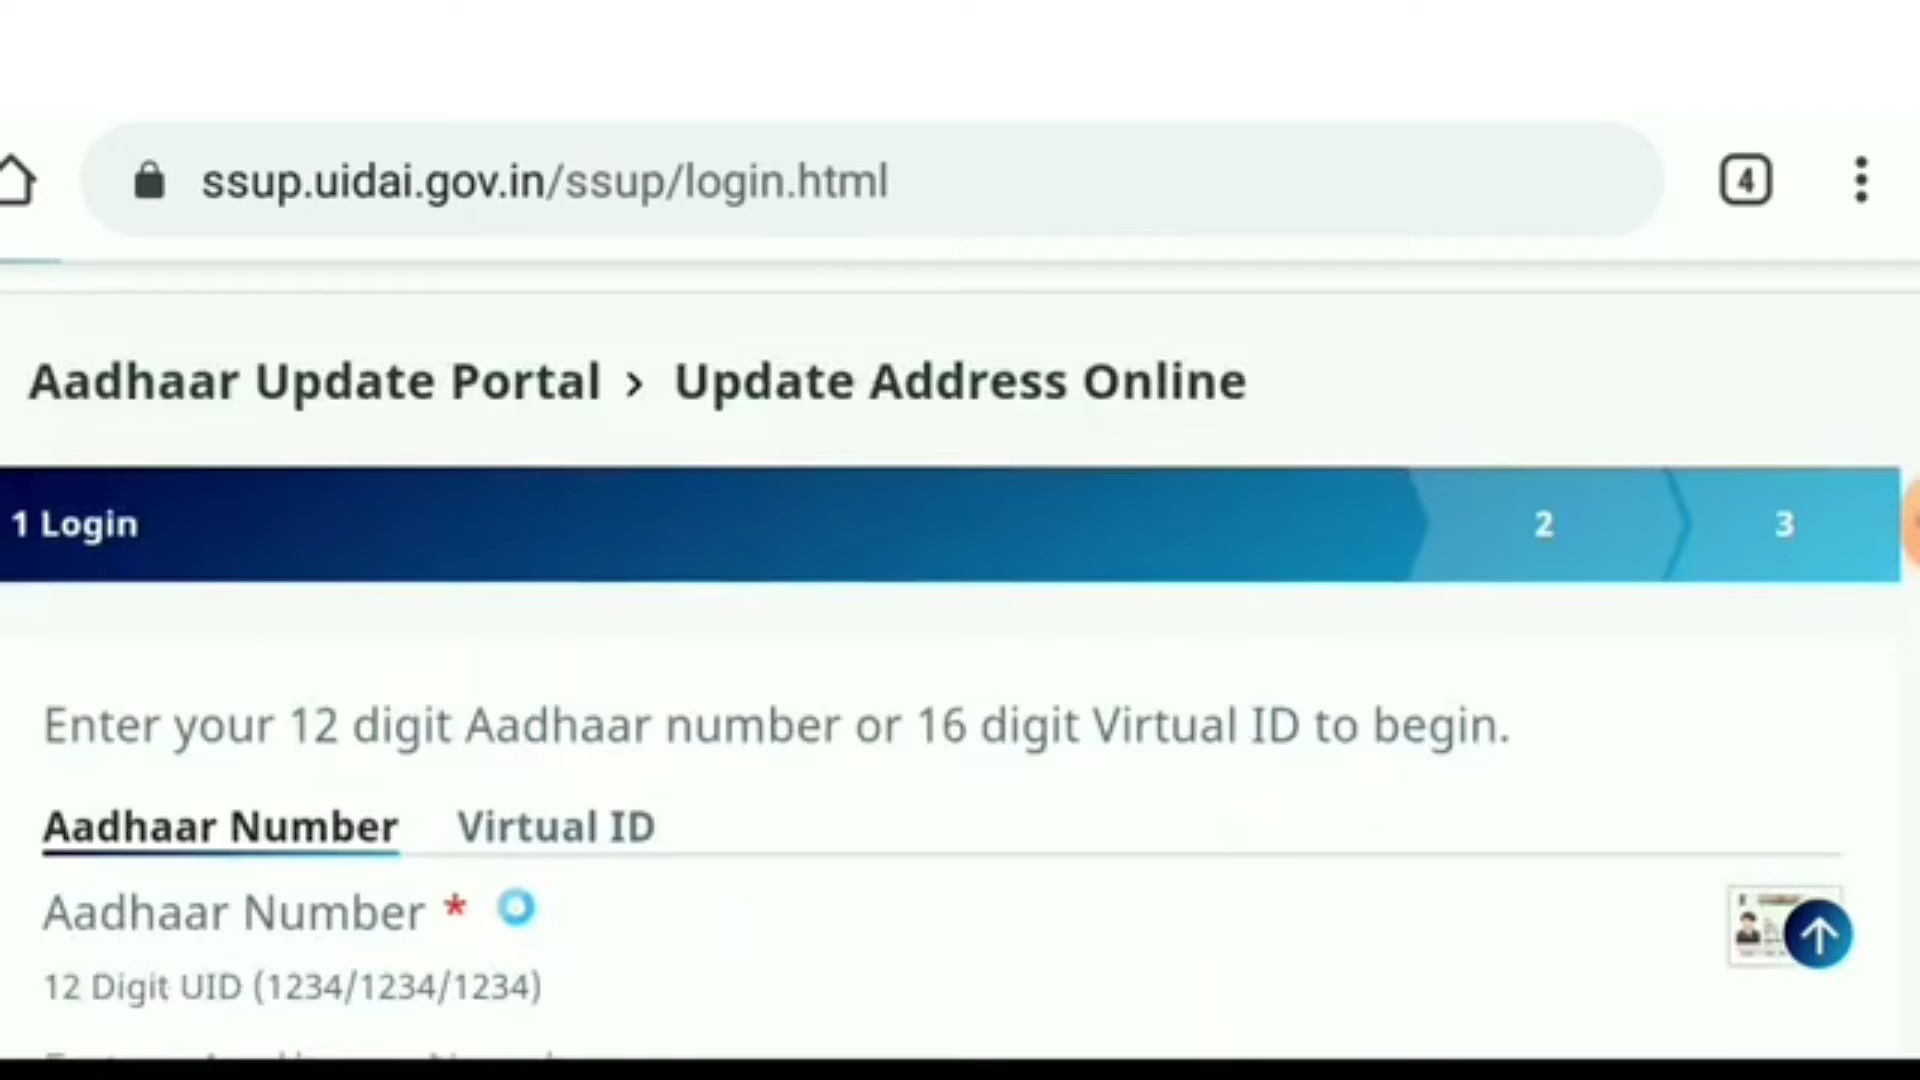 ssup.uidai.gov.in/ssup/login.html
4
Aadhaar Update Portal › Update Address Online
1 Login
2
3
Enter your 12 digit Aadhaar number or 16 digit Virtual ID to begin.
Aadhaar Number Virtual ID
Aadhaar Number *
12 Digit UID (1234/1234/1234)